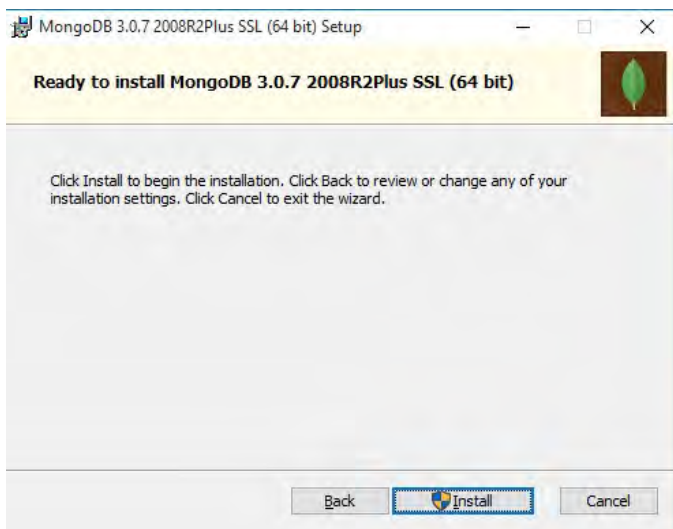 MongoDB 3.0.7 2008R2Plus SSL (64 bit) Setup
Ready to install MongoDB 3.0.7 2008R2Plus SSL (64 bit)
Click Install to begin the installation. Click Back to review or change any of your
installation settings. Click Cancel to exit the wizard.
Back Install Cancel